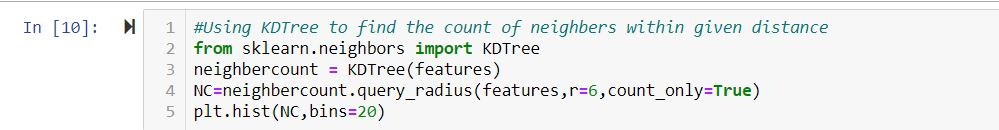 In [10]:
1 #Using KDTree to find the count of neighbers within given distance
2 from sklearn.neighbors import KDTree
3 neighbercount = KDTree(features)
4 NC=neighbercount.query_radius(features,r=6,count_only=True)
5 plt.hist(NC,bins=20)